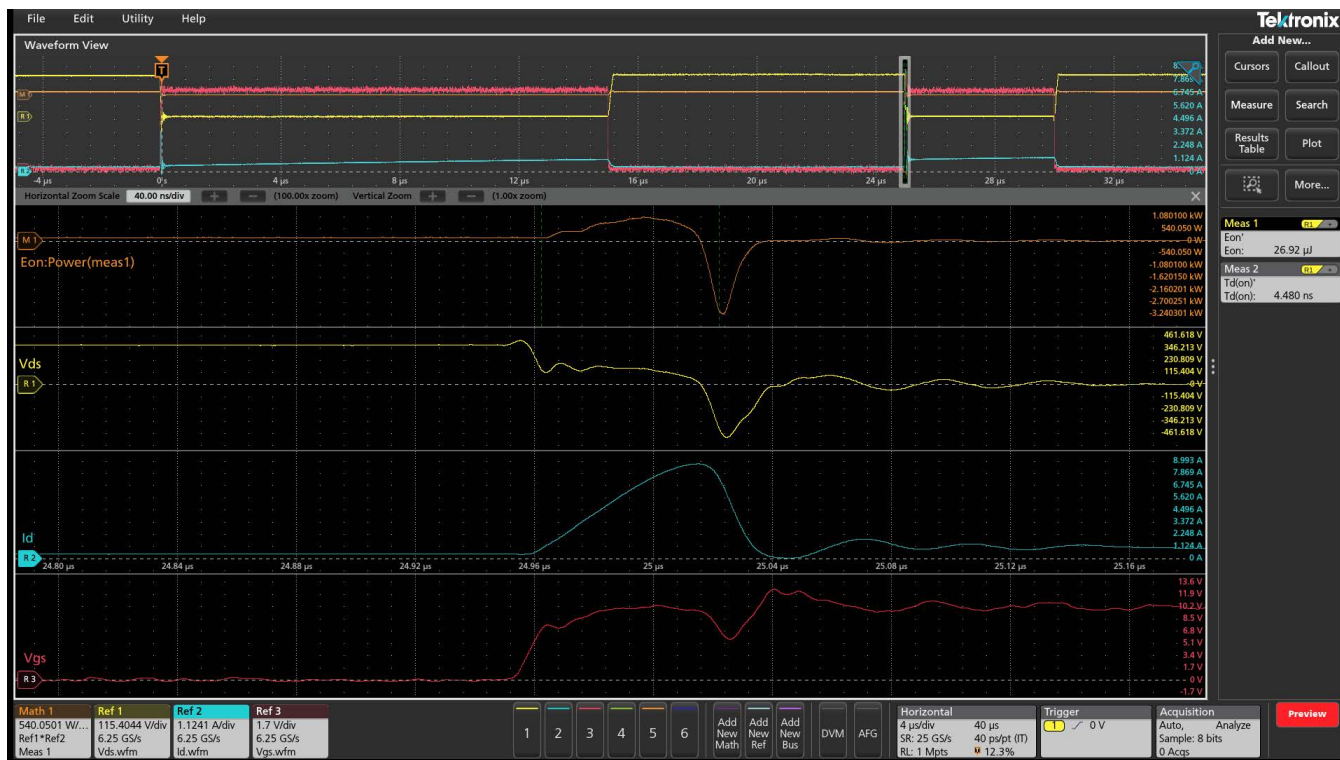 File Edit Utility Help
Tektronix
Waveform View
Add New...
Cursors Callout
Measure Search
Results Table Plot
More...
T
M 1
R 1
R 2
7.869 A
6.745 A
5.620 A
4.496 A
3.372 A
2.248 A
1.124 A
0 A
-4 µs 0 s 4 µs 8 µs 12 µs 16 µs 20 µs 24 µs 28 µs 32 µs
Horizontal Zoom Scale 40.00 ns/div + − (100.00x zoom) Vertical Zoom + − (1.00x zoom)
M 1
Eon:Power(meas1)
1.080100 kW
540.050 W
0 W
-540.050 W
-1.080100 kW
-1.620150 kW
-2.160201 kW
-2.700251 kW
-3.240301 kW
Meas 1 R1
Eon'
Eon: 26.92 µJ
Meas 2 R1
Td(on)'
Td(on): 4.480 ns
Vds
R 1
461.618 V
346.213 V
230.809 V
115.404 V
0 V
-115.404 V
-230.809 V
-346.213 V
-461.618 V
Id
R 2
8.993 A
7.869 A
6.745 A
5.620 A
4.496 A
3.372 A
2.248 A
1.124 A
0 A
24.80 µs 24.84 µs 24.88 µs 24.92 µs 24.96 µs 25 µs 25.04 µs 25.08 µs 25.12 µs 25.16 µs
Vgs
R 3
13.6 V
11.9 V
10.2 V
8.5 V
6.8 V
5.1 V
3.4 V
1.7 V
0 V
-1.7 V
Math 1
540.0501 W/...
Ref1*Ref2
Meas 1
Ref 1
115.4044 V/div
6.25 GS/s
Vds.wfm
Ref 2
1.1241 A/div
6.25 GS/s
Id.wfm
Ref 3
1.7 V/div
6.25 GS/s
Vgs.wfm
1 2 3 4 5 6
Add New Math
Add New Ref
Add New Bus
DVM
AFG
Horizontal
4 µs/div 40 µs
SR: 25 GS/s 40 ps/pt (IT)
RL: 1 Mpts 12.3%
Trigger
1 0 V
Acquisition
Auto, Analyze
Sample: 8 bits
0 Acqs
Preview